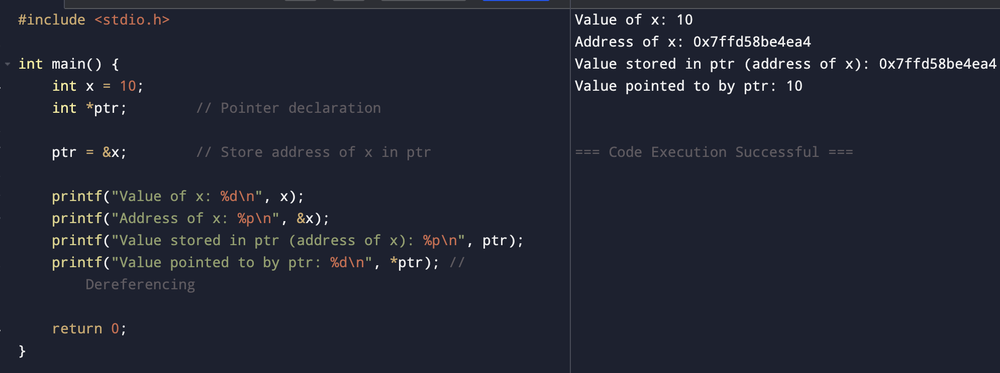 #include <stdio.h>
int main() {
    int x = 10;
    int *ptr;        // Pointer declaration
    ptr = &x;        // Store address of x in ptr
    printf("Value of x: %d\n", x);
    printf("Address of x: %p\n", &x);
    printf("Value stored in ptr (address of x): %p\n", ptr);
    printf("Value pointed to by ptr: %d\n", *ptr); //
        Dereferencing
    return 0;
}
Value of x: 10
Address of x: 0x7ffd58be4ea4
Value stored in ptr (address of x): 0x7ffd58be4ea4
Value pointed to by ptr: 10
=== Code Execution Successful ===